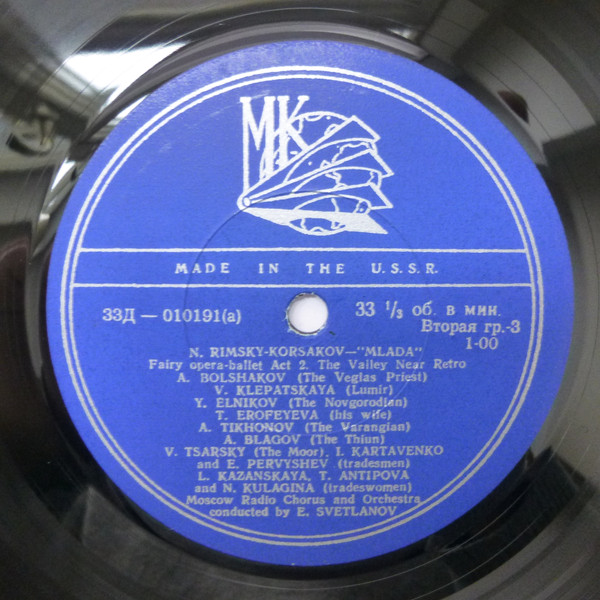 МК
MADE IN THE U.S.S.R.
33Д — 010191(a)
33 ⅓ об. в мин.
Вторая гр.-3
1-00
N. RIMSKY-KORSAKOV—"MLADA"
Fairy opera-ballet Act 2. The Valley Near Retro
A. BOLSHAKOV (The Veglas Priest)
V. KLEPATSKAYA (Lumir)
Y. ELNIKOV (The Novgorodian)
T. EROFEYEVA (his wife)
A. TIKHONOV (The Varangian)
A. BLAGOV (The Thiun)
V. TSARSKY (The Moor), I. KARTAVENKO
and E. PERVYSHEV (tradesmen)
L. KAZANSKAYA, T. ANTIPOVA
and N. KULAGINA (tradeswomen)
Moscow Radio Chorus and Orchestra
conducted by E. SVETLANOV